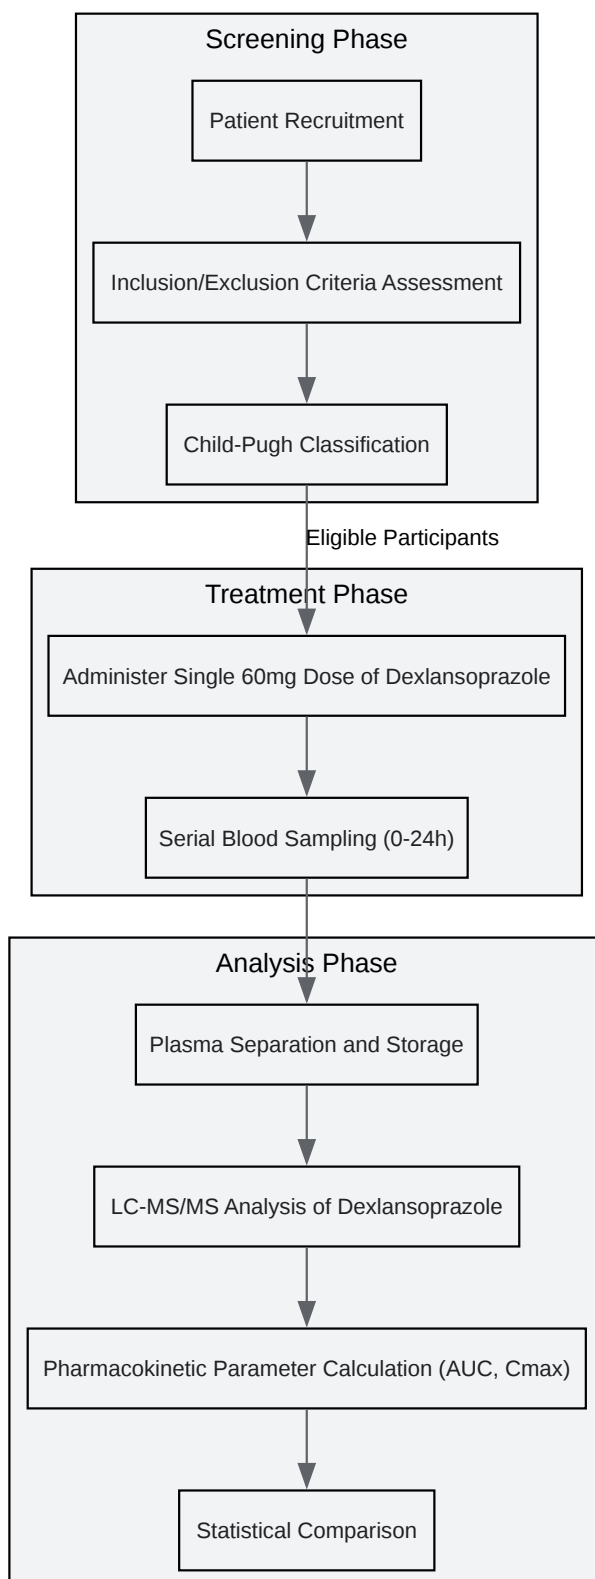 Screening Phase
Patient Recruitment
Inclusion/Exclusion Criteria Assessment
Child-Pugh Classification
Eligible Participants
Treatment Phase
Administer Single 60mg Dose of Dexlansoprazole
Serial Blood Sampling (0-24h)
Analysis Phase
Plasma Separation and Storage
LC-MS/MS Analysis of Dexlansoprazole
Pharmacokinetic Parameter Calculation (AUC, Cmax)
Statistical Comparison